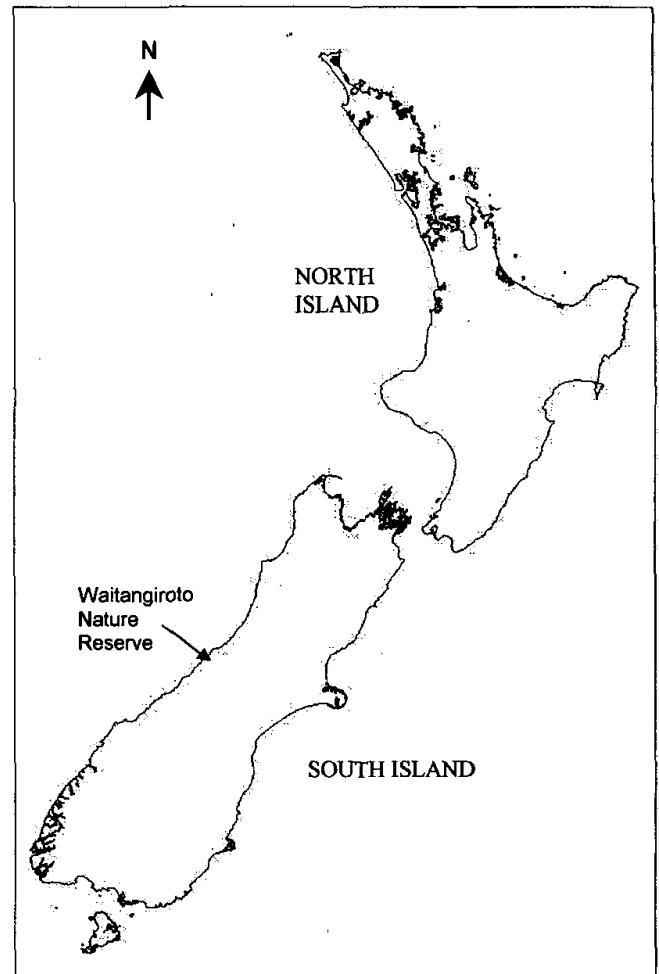 N
NORTH
ISLAND
Waitangiroto
Nature
Reserve
SOUTH ISLAND